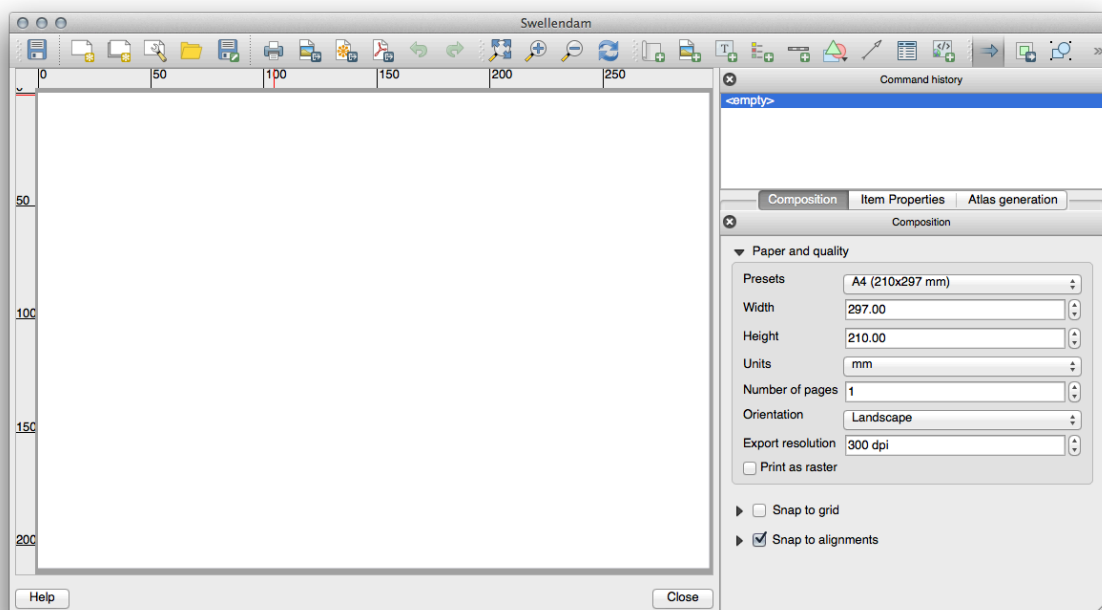 Swellendam
0 50 100 150 200 250
Command history
<empty>
50
Composition Item Properties Atlas generation
Composition
Paper and quality
Presets A4 (210x297 mm)
Width 297.00
100
Height 210.00
Units mm
Number of pages 1
Orientation Landscape
150
Export resolution 300 dpi
Print as raster
Snap to grid
200
Snap to alignments
Help Close